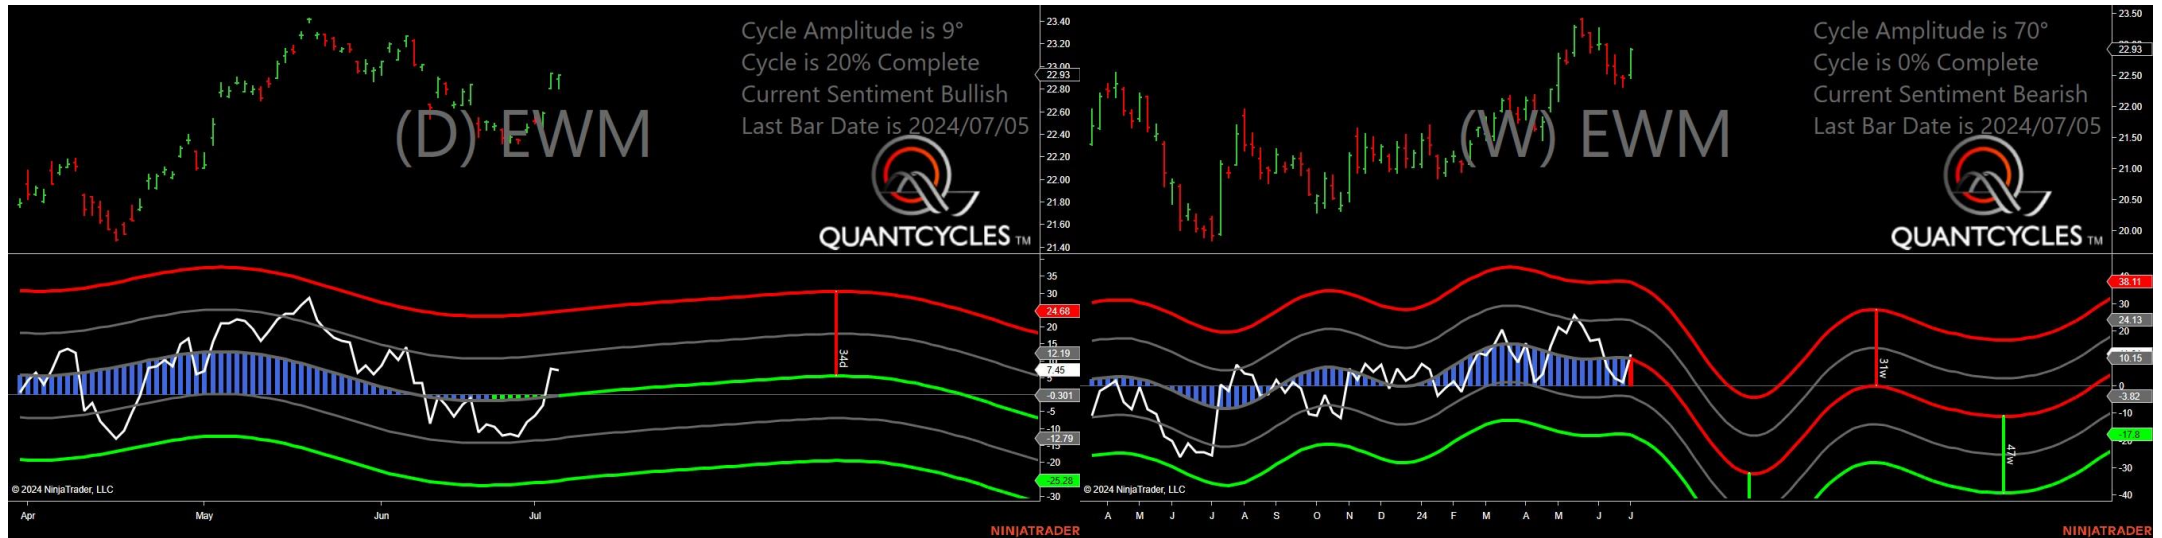 Cycle Amplitude is 9°
Cycle is 20% Complete
Current Sentiment Bullish
Last Bar Date is 2024/07/05
(D) EWM
QUANTCYCLES TM
23.40
23.20
22.93
22.80
22.60
22.40
22.20
22.00
21.80
21.60
21.40
35
30
24.68
20
15
12.19
7.45
5
-0.301
-5
-10
-12.79
-15
-20
-25.28
-30
34d
© 2024 NinjaTrader, LLC
Apr
May
Jun
Jul
NINJATRADER
Cycle Amplitude is 70°
Cycle is 0% Complete
Current Sentiment Bearish
Last Bar Date is 2024/07/05
(W) EWM
QUANTCYCLES TM
23.50
22.93
22.50
22.00
21.50
21.00
20.50
20.00
38.11
30
24.13
20
10.15
0
-3.82
-10
-17.8
-30
-40
31w
47w
© 2024 NinjaTrader, LLC
A M J J A S O N D 24 F M A M J J
NINJATRADER